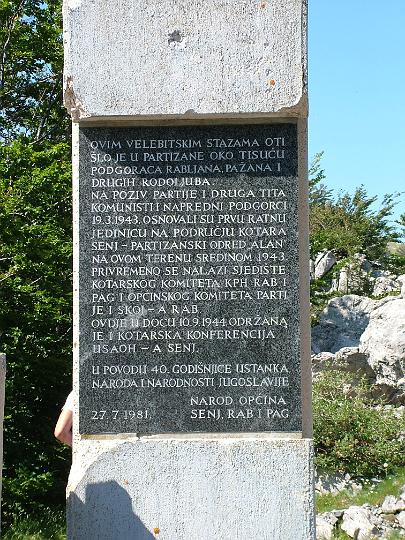 OVIM VELEBITSKIM STAZAMA OTI
ŠLO JE U PARTIZANE OKO TISUĆU
PODGORACA RABLJANA, PAŽANA I
DRUGIH RODOLJUBA.
NA POZIV PARTIJE I DRUGA TITA
KOMUNISTI I NAPREDNI PODGORCI
19.3.1943. OSNOVALI SU PRVU RATNU
JEDINICU NA PODRUČJU KOTARA
SENJ – PARTIZANSKI ODRED „ALAN"
NA OVOM TERENU SREDINOM 1943.
PRIVREMENO SE NALAZI SJEDIŠTE
KOTARSKOG KOMITETA KPH RAB I
PAG I OPĆINSKOG KOMITETA PARTI
JE I SKOJ – A RAB.
OVDJE U DOCU 10.9.1944 ODRŽANA
JE I KOTARSKA KONFERENCIJA
USAOH – A SENJ.
U POVODU 40. GODIŠNJICE USTANKA
NARODA I NARODNOSTI JUGOSLAVIJE
NAROD OPĆINA
27.7.1981. SENJ, RAB I PAG